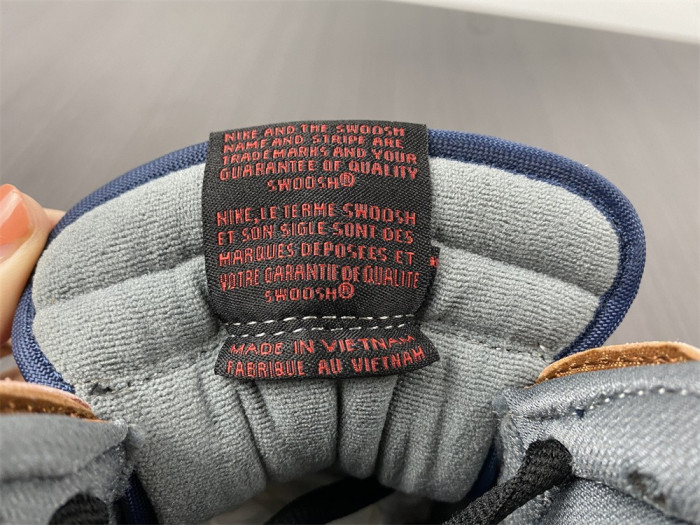 NIKE AND THE SWOOSH
NAME AND STRIPE ARE
TRADEMARKS AND YOUR
GUARANTEE OF QUALITY
SWOOSH®
NIKE, LE TERME SWOOSH
ET SON SIGLE SONT DES
MARQUES DEPOSEES ET
VOTRE GARANTIE DE QUALITE
SWOOSH®
MADE IN VIETNAM
FABRIQUE AU VIETNAM